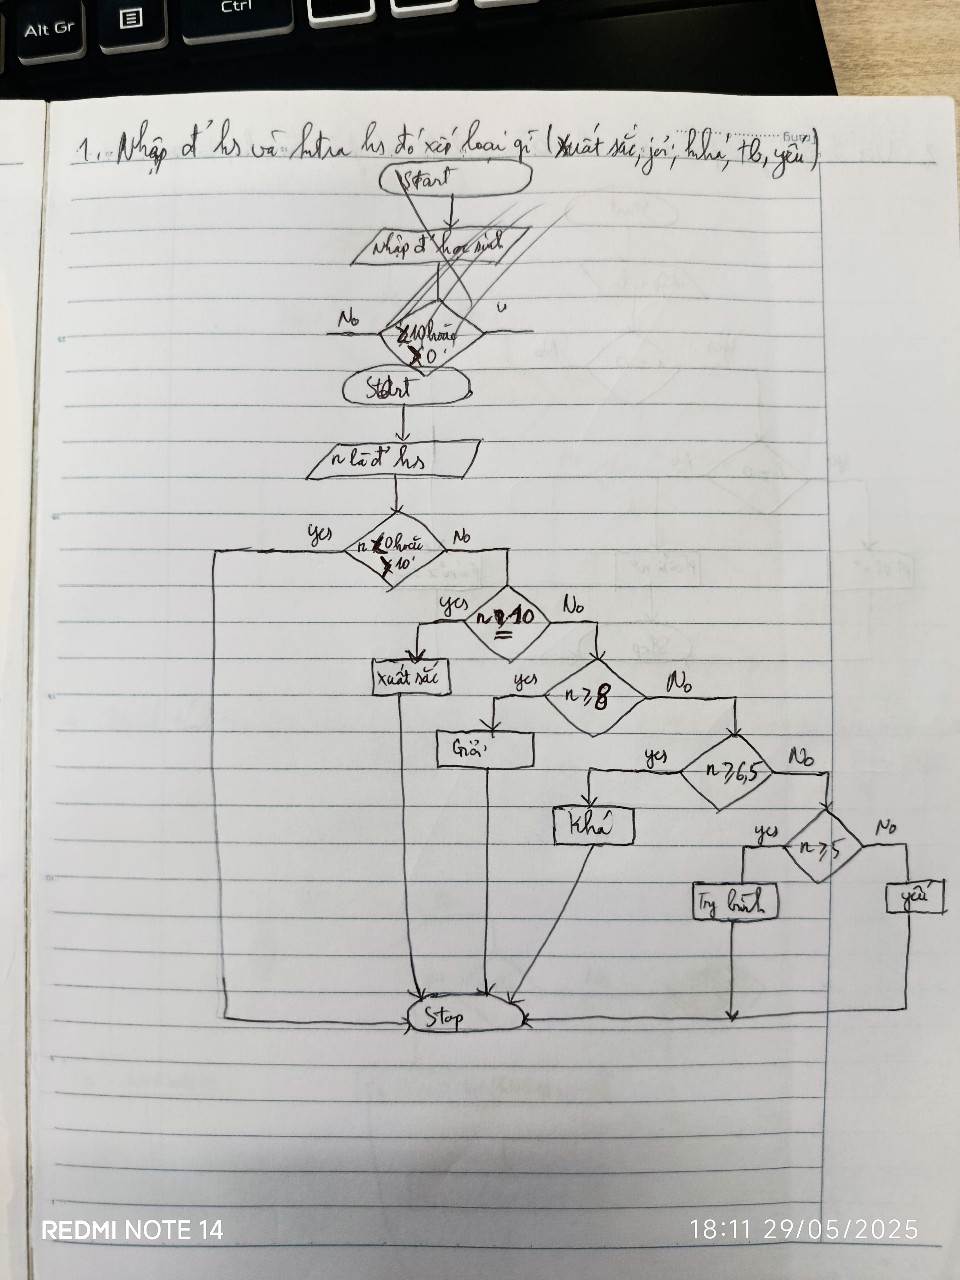 Alt Gr
Ctrl
Trang
1. Nhập đ' hs và ktra hs đó xếp loại gì (xuất sắc, jỏi, khá, tb, yếu)
Start
Nhập đ' học sinh
No
10 hoặc
0
Start
n là đ' hs
yes
No
n 0 hoặc
10
yes
No
n 10
Xuất sắc
yes
No
n ≥ 8
Giỏi
yes
No
n ≥ 6,5
Khá
yes
No
n ≥ 5
Trg bình
yếu
Stop
REDMI NOTE 14
18:11 29/05/2025